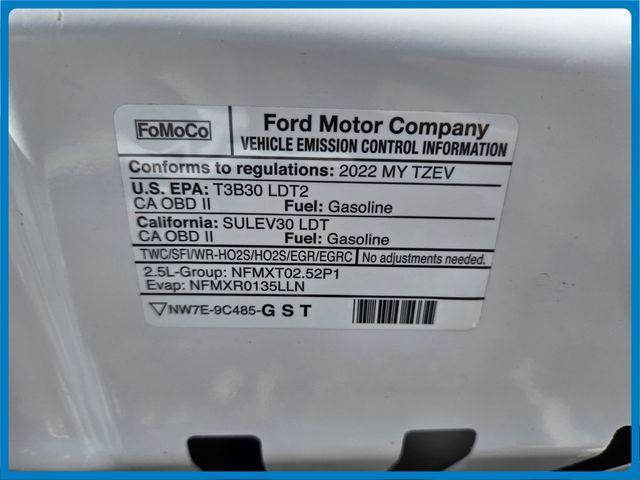 FoMoCo
Ford Motor Company
VEHICLE EMISSION CONTROL INFORMATION
Conforms to regulations: 2022 MY TZEV
U.S. EPA: T3B30 LDT2
CA OBD II Fuel: Gasoline
California: SULEV30 LDT
CA OBD II Fuel: Gasoline
TWC/SFI/WR-HO2S/HO2S/EGR/EGRC No adjustments needed.
2.5L-Group: NFMXT02.52P1
Evap: NFMXR0135LLN
NW7E-9C485-G S T